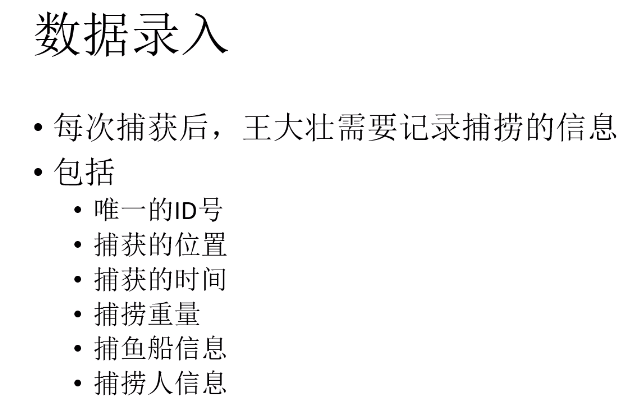 数据录入
• 每次捕获后，王大壮需要记录捕捞的信息
• 包括
• 唯一的ID号
• 捕获的位置
• 捕获的时间
• 捕捞重量
• 捕鱼船信息
• 捕捞人信息